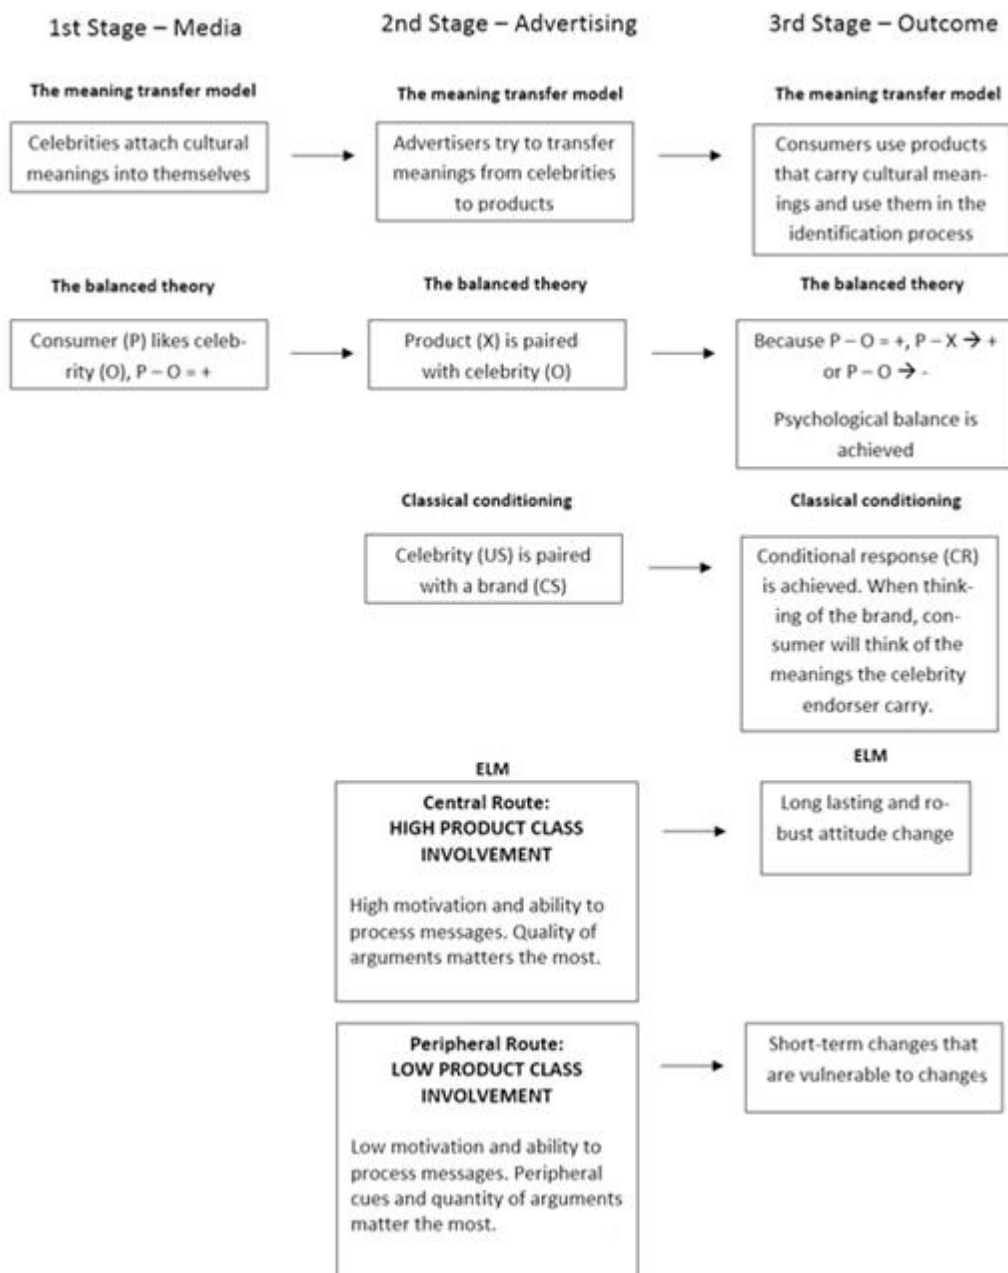 1st Stage – Media
2nd Stage – Advertising
3rd Stage – Outcome
The meaning transfer model
The meaning transfer model
The meaning transfer model
Celebrities attach cultural
meanings into themselves
Advertisers try to transfer
meanings from celebrities
to products
Consumers use products
that carry cultural mean-
ings and use them in the
identification process
The balanced theory
The balanced theory
The balanced theory
Consumer (P) likes celeb-
rity (O), P – O = +
Product (X) is paired
with celebrity (O)
Because P – O = +, P – X → +
or P – O → -
Psychological balance is
achieved
Classical conditioning
Classical conditioning
Celebrity (US) is paired
with a brand (CS)
Conditional response (CR)
is achieved. When think-
ing of the brand, con-
sumer will think of the
meanings the celebrity
endorser carry.
ELM
ELM
Central Route:
HIGH PRODUCT CLASS
INVOLVEMENT
High motivation and ability to
process messages. Quality of
arguments matters the most.
Long lasting and ro-
bust attitude change
Peripheral Route:
LOW PRODUCT CLASS
INVOLVEMENT
Low motivation and ability to
process messages. Peripheral
cues and quantity of arguments
matter the most.
Short-term changes that
are vulnerable to changes